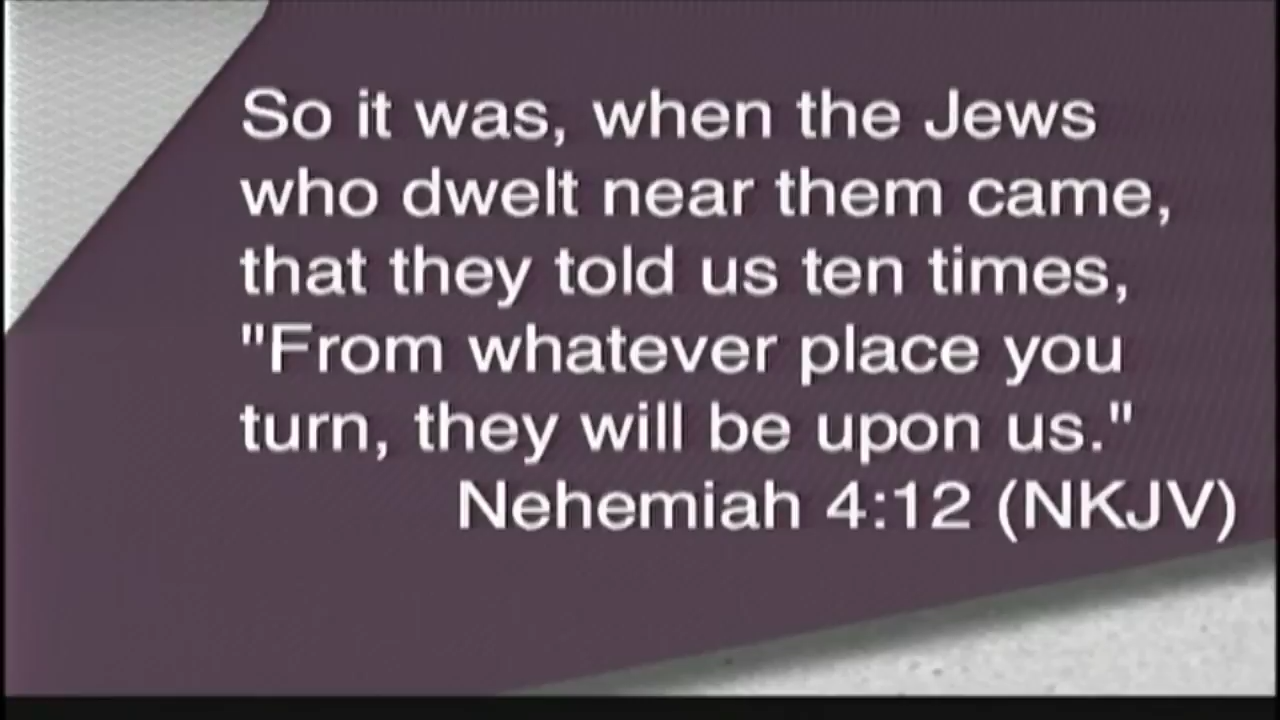 So it was, when the Jews
who dwelt near them came,
that they told us ten times,
"From whatever place you
turn, they will be upon us."
Nehemiah 4:12 (NKJV)